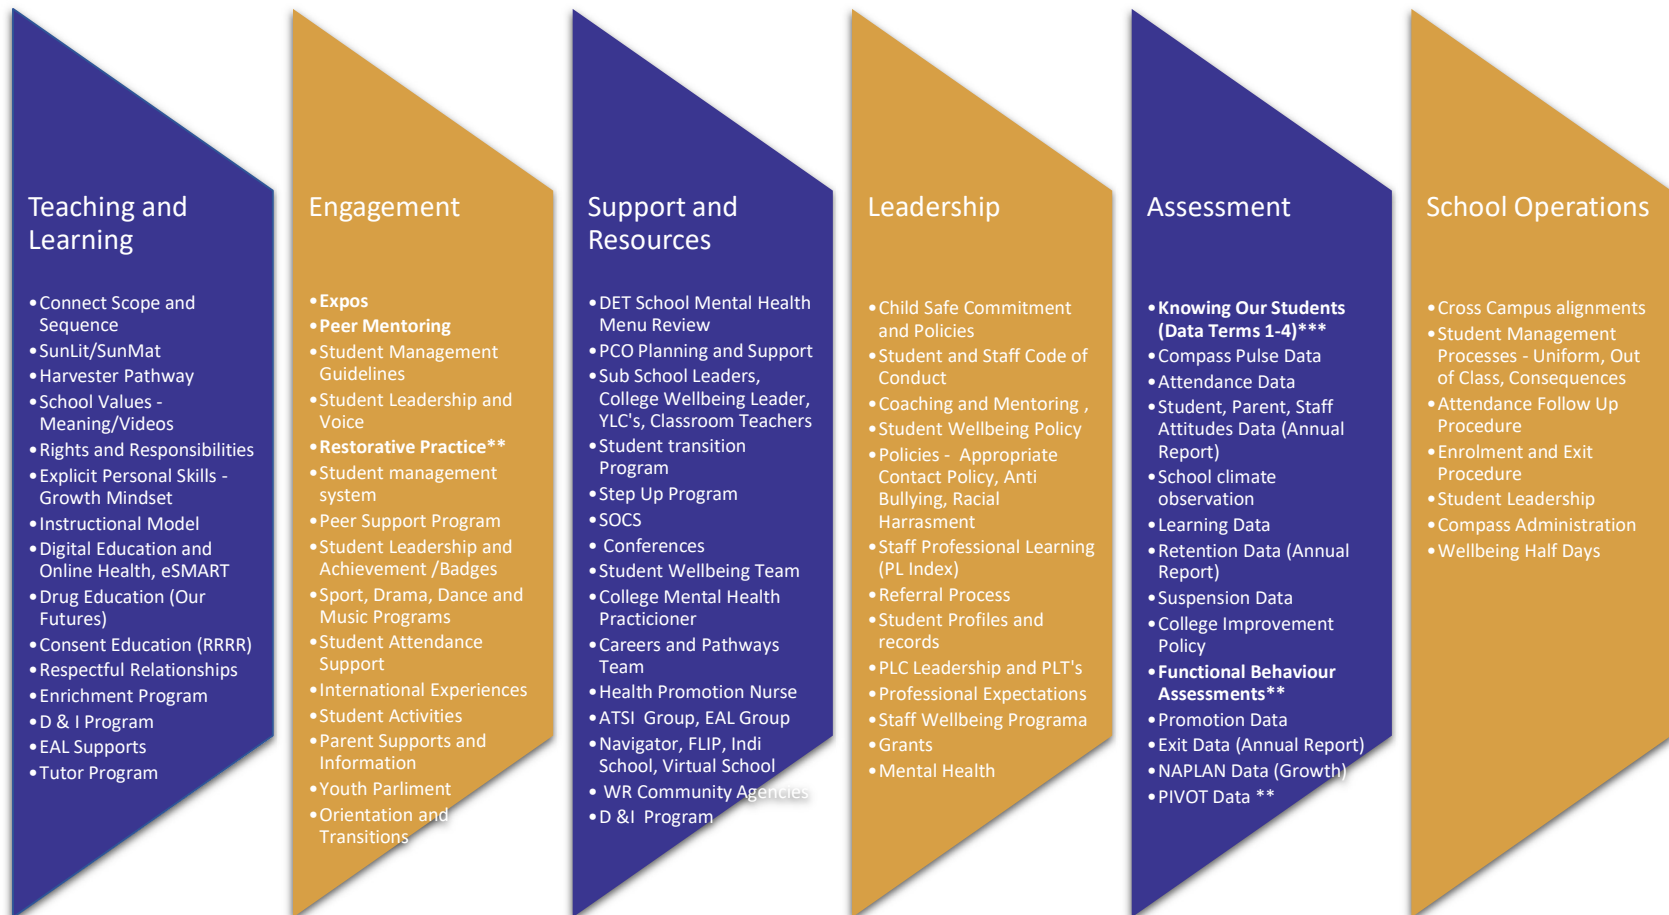 Teaching and
Learning
•Connect Scope and
Sequence
•SunLit/SunMat
•Harvester Pathway
•School Values -
Meaning/Videos
•Rights and Responsibilities
•Explicit Personal Skills -
Growth Mindset
•Instructional Model
•Digital Education and
Online Health, eSMART
•Drug Education (Our
Futures)
•Consent Education (RRRR)
•Respectful Relationships
•Enrichment Program
•D & I Program
•EAL Supports
•Tutor Program
Engagement
•Expos
•Peer Mentoring
•Student Management
Guidelines
•Student Leadership and
Voice
•Restorative Practice**
•Student management
system
•Peer Support Program
•Student Leadership and
Achievement /Badges
•Sport, Drama, Dance and
Music Programs
•Student Attendance
Support
•International Experiences
•Student Activities
•Parent Supports and
Information
•Youth Parliment
•Orientation and
Transitions
Support and
Resources
•DET School Mental Health
Menu Review
•PCO Planning and Support
•Sub School Leaders,
College Wellbeing Leader,
YLC's, Classroom Teachers
•Student transition
Program
•Step Up Program
•SOCS
• Conferences
•Student Wellbeing Team
•College Mental Health
Practicioner
•Careers and Pathways
Team
•Health Promotion Nurse
•ATSI Group, EAL Group
•Navigator, FLIP, Indi
School, Virtual School
• WR Community Agencies
•D &I Program
Leadership
•Child Safe Commitment
and Policies
•Student and Staff Code of
Conduct
•Coaching and Mentoring ,
•Student Wellbeing Policy
•Policies - Appropriate
Contact Policy, Anti
Bullying, Racial
Harrasment
•Staff Professional Learning
(PL Index)
•Referral Process
•Student Profiles and
records
•PLC Leadership and PLT's
•Professional Expectations
•Staff Wellbeing Programa
•Grants
•Mental Health
Assessment
•Knowing Our Students
(Data Terms 1-4)***
•Compass Pulse Data
•Attendance Data
•Student, Parent, Staff
Attitudes Data (Annual
Report)
•School climate
observation
•Learning Data
•Retention Data (Annual
Report)
•Suspension Data
•College Improvement
Policy
•Functional Behaviour
Assessments**
•Promotion Data
•Exit Data (Annual Report)
•NAPLAN Data (Growth)
•PIVOT Data **
School Operations
•Cross Campus alignments
•Student Management
Processes - Uniform, Out
of Class, Consequences
•Attendance Follow Up
Procedure
•Enrolment and Exit
Procedure
•Student Leadership
•Compass Administration
•Wellbeing Half Days